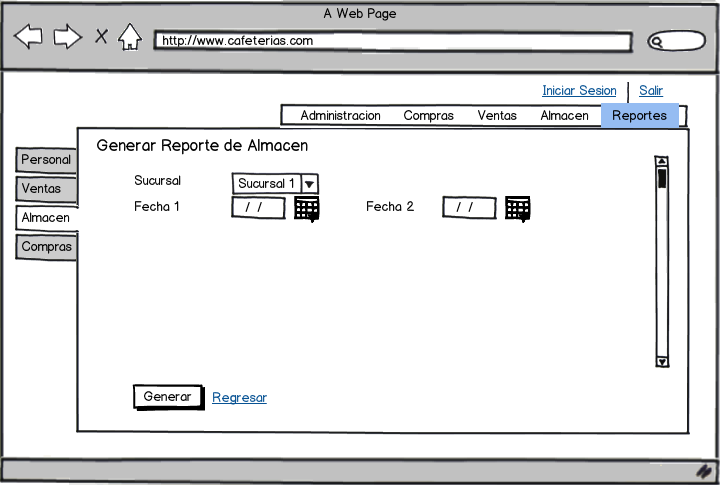 A Web Page
http://www.cafeterias.com
Iniciar Sesion Salir
Administracion Compras Ventas Almacen Reportes
Generar Reporte de Almacen
Personal
Ventas
Almacen
Compras
Sucursal Sucursal 1
Fecha 1 / / Fecha 2 / /
Generar Regresar